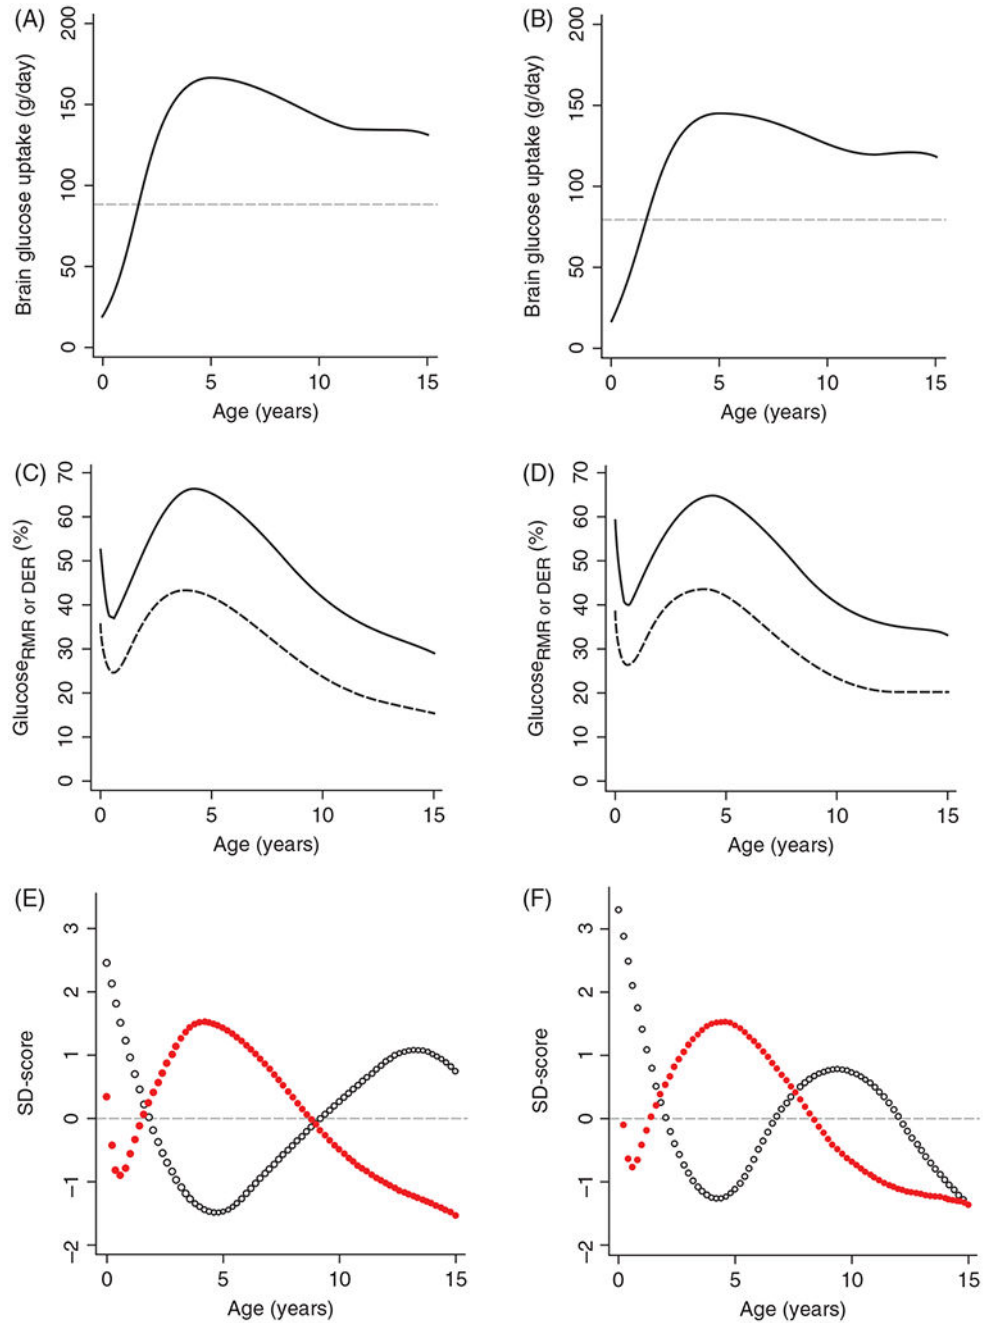 (A)
Brain glucose uptake (g/day)
200
150
100
50
0
0 5 10 15
Age (years)
(B)
Brain glucose uptake (g/day)
200
150
100
50
0
0 5 10 15
Age (years)
(C)
Glucose RMR or DER (%)
70
60
50
40
30
20
10
0
0 5 10 15
Age (years)
(D)
Glucose RMR or DER (%)
70
60
50
40
30
20
10
0
0 5 10 15
Age (years)
(E)
SD-score
3
2
1
0
−1
−2
0 5 10 15
Age (years)
(F)
SD-score
3
2
1
0
−1
−2
0 5 10 15
Age (years)